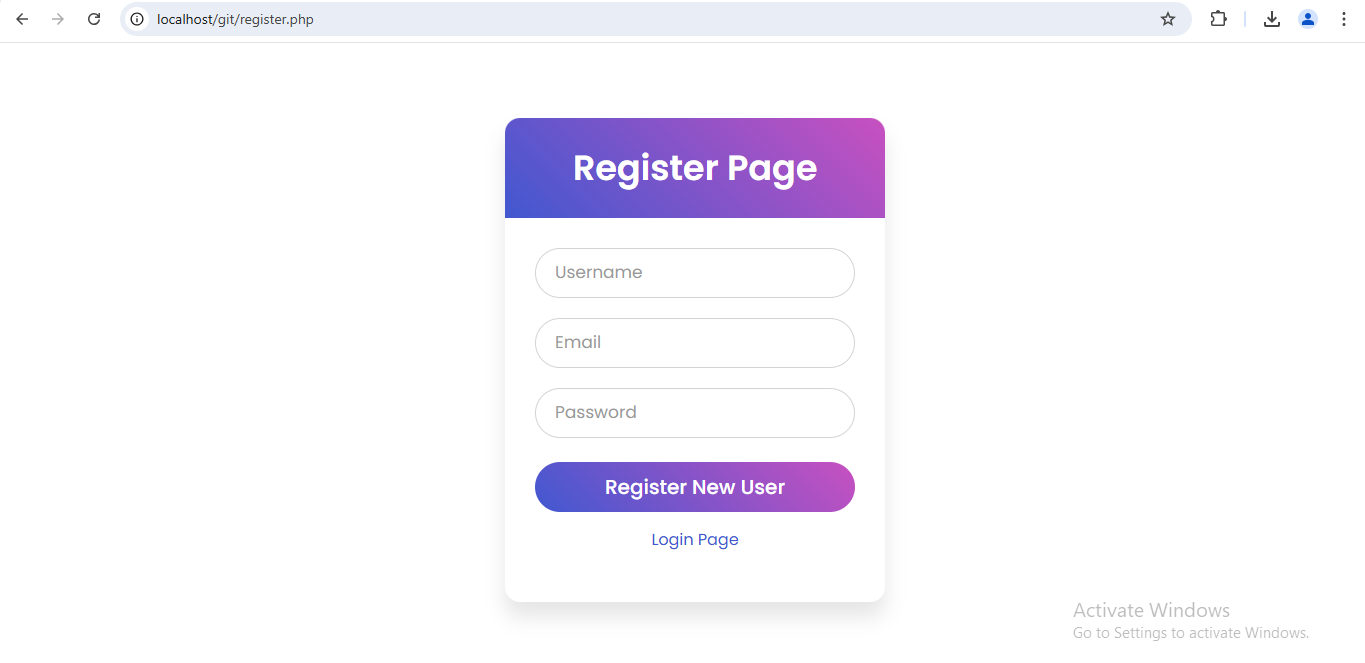 localhost/git/register.php
Register Page
Username
Email
Password
Register New User
Login Page
Activate Windows
Go to Settings to activate Windows.